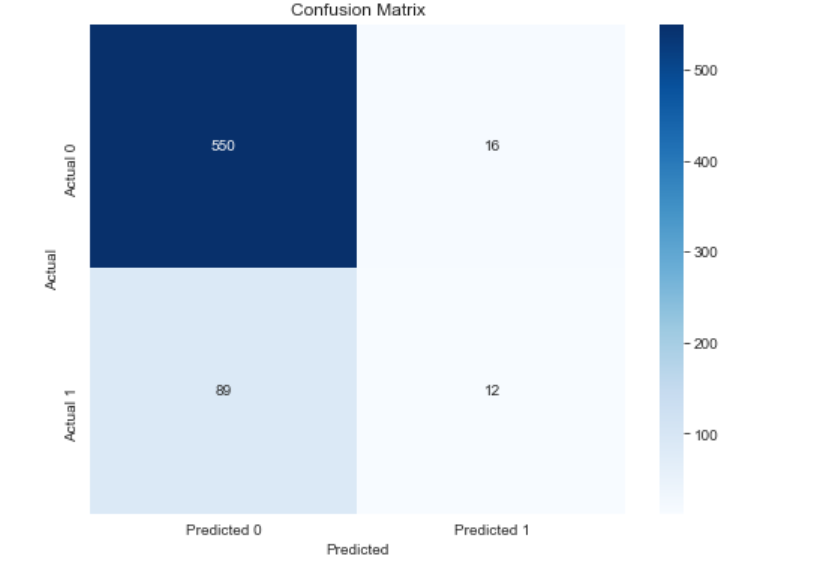 Confusion Matrix
500
400
300
200
100
Actual
Actual 0
550
16
Actual 1
89
12
Predicted 0
Predicted 1
Predicted